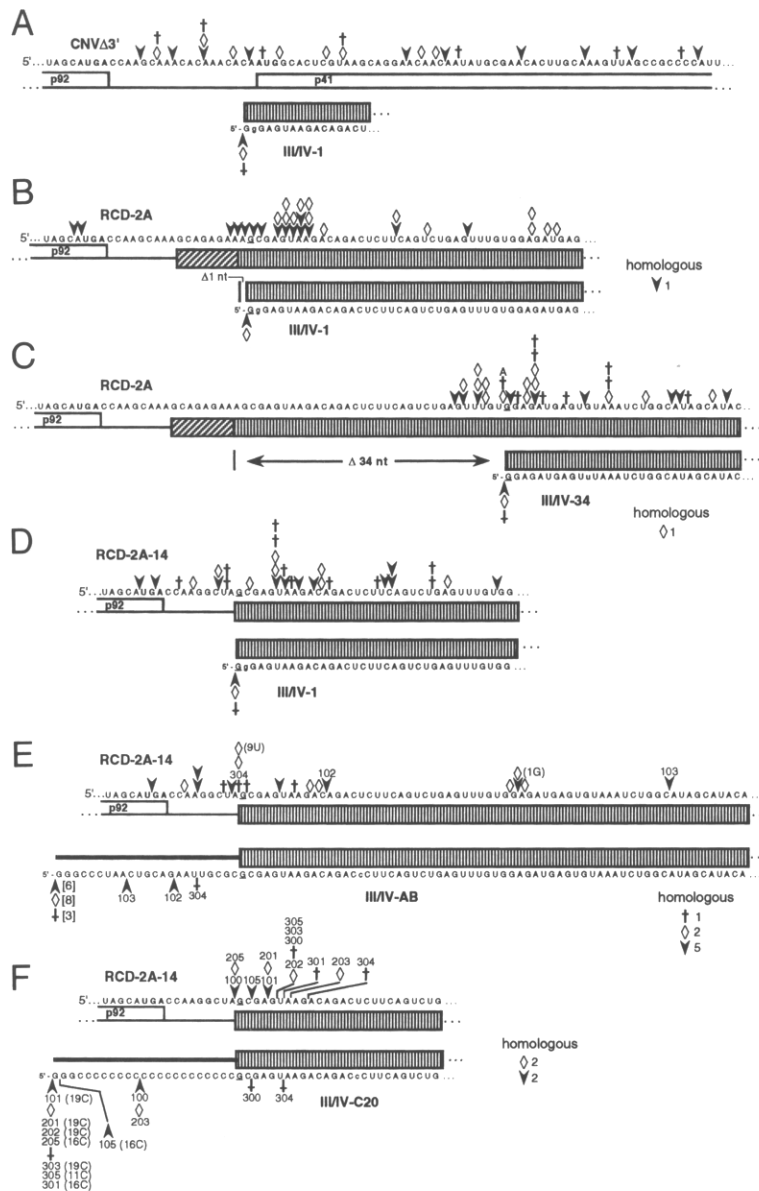 A
CNVΔ3'
5'...UAGCAUGACCAAGCAAACACAAACACACAAUGGCACUCGUAAGCAGGAACAACAAUAUGCGAACACUUGCAAAGUUAGCCGCCCCAUU...
p92
p41
5'-GgGAGUAAGACAGACU...
III/IV-1
B
RCD-2A
5'...UAGCAUGACCAAGCAAAGCAGAGAAAGCGAGUAAGACAGACUCUUCAGUCUGAGUUUGUGGAGAUGAG...
p92
Δ1 nt
5'-GgGAGUAAGACAGACUCUUCAGUCUGAGUUUGUGGAGAUGAG...
III/IV-1
homologous
1
C
RCD-2A
A
5'...UAGCAUGACCAAGCAAAGCAGAGAAAGCGAGUAAGACAGACUCUUCAGUCUGAGUUUGUGGAGAUGAGUGUAAAUCUGGCAUAGCAUAC...
p92
Δ 34 nt
5'-GGAGAUGAGUuUAAAUCUGGCAUAGCAUAC...
III/IV-34
homologous
1
D
RCD-2A-14
5'...UAGCAUGACCAAGGCUAGCGAGUAAGACAGACUCUUCAGUCUGAGUUUGUGG...
p92
5'-GgGAGUAAGACAGACUCUUCAGUCUGAGUUUGUGG...
III/IV-1
E
RCD-2A-14
(9U)
304
102
(1G)
103
5'...UAGCAUGACCAAGGCUAGCGAGUAAGACAGACUCUUCAGUCUGAGUUUGUGGAGAUGAGUGUAAAUCUGGCAUAGCAUACA...
p92
5'-GGGCCCUAACUGCAGAAUUGCGCGCGAGUAAGACAGACcCUUCAGUCUGAGUUUGUGGAGAUGAGUGUAAAUCUGGCAUAGCAUACA...
[6]
[8]
[3]
103
102
304
III/IV-AB
homologous
1
2
5
F
RCD-2A-14
305
303
300
205
201
202
301
203
304
100
105
101
5'...UAGCAUGACCAAGGCUAGCGAGUAAGACAGACUCUUCAGUCUG...
p92
5'-GGGCCCCCCCCCCCCCCCCCCCCGCGAGUAAGACAGACcCUUCAGUCUG...
101 (19C)
100
300
304
III/IV-C20
201 (19C)
202 (19C)
205 (16C)
105 (16C)
203
303 (19C)
305 (11C)
301 (16C)
homologous
2
2